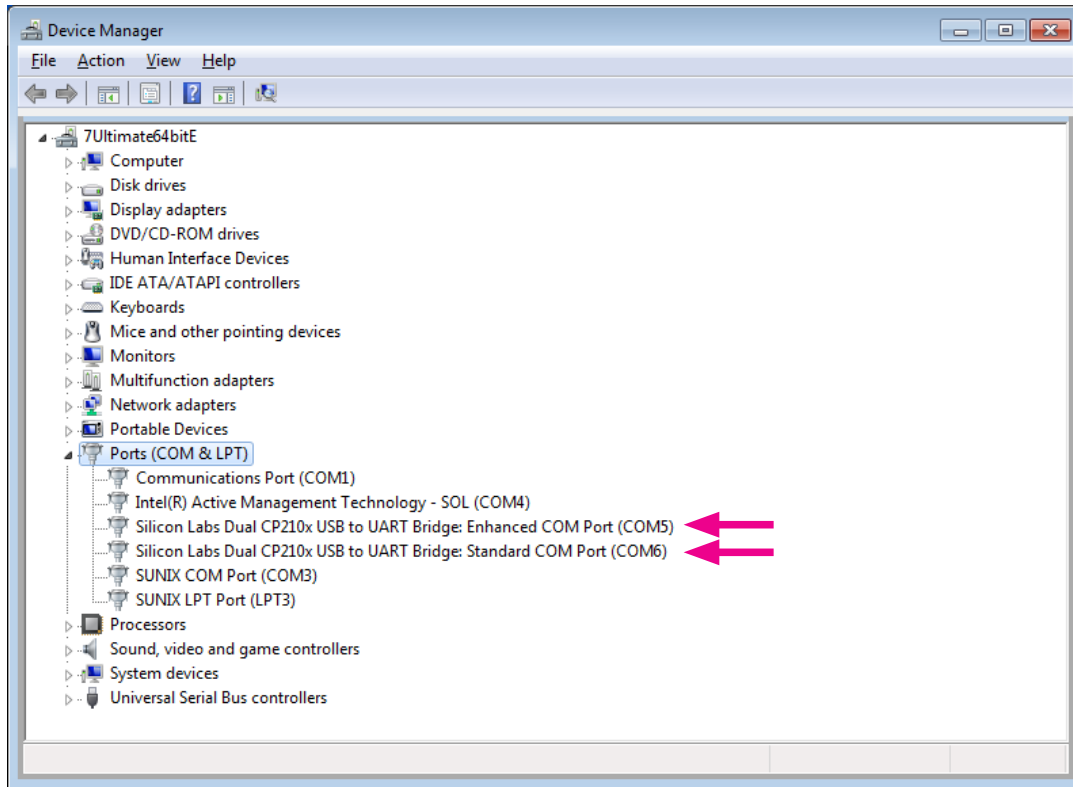 Device Manager
File Action View Help
7Ultimate64bitE
Computer
Disk drives
Display adapters
DVD/CD-ROM drives
Human Interface Devices
IDE ATA/ATAPI controllers
Keyboards
Mice and other pointing devices
Monitors
Multifunction adapters
Network adapters
Portable Devices
Ports (COM & LPT)
Communications Port (COM1)
Intel(R) Active Management Technology - SOL (COM4)
Silicon Labs Dual CP210x USB to UART Bridge: Enhanced COM Port (COM5)
Silicon Labs Dual CP210x USB to UART Bridge: Standard COM Port (COM6)
SUNIX COM Port (COM3)
SUNIX LPT Port (LPT3)
Processors
Sound, video and game controllers
System devices
Universal Serial Bus controllers